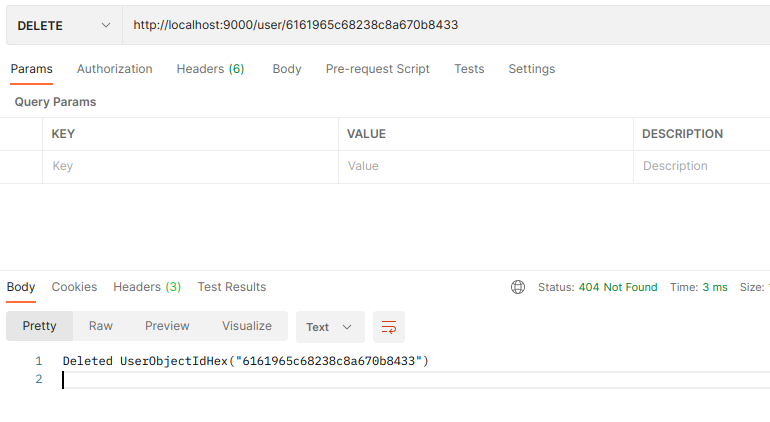 DELETE http://localhost:9000/user/6161965c68238c8a670b8433
Params Authorization Headers (6) Body Pre-request Script Tests Settings
Query Params
KEY VALUE DESCRIPTION
Key Value Description
Body Cookies Headers (3) Test Results Status: 404 Not Found Time: 3 ms Size:
Pretty Raw Preview Visualize Text
1 Deleted UserObjectIdHex("6161965c68238c8a670b8433")
2